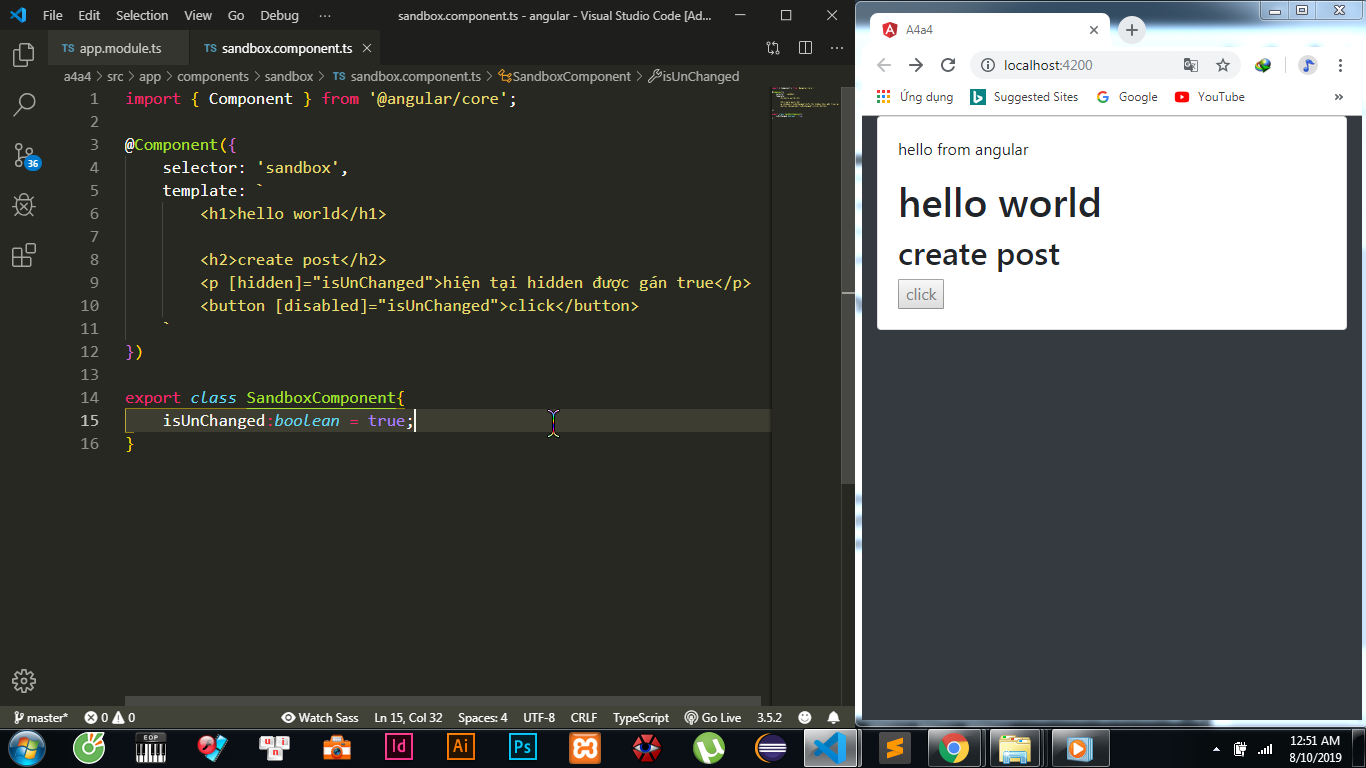 File Edit Selection View Go Debug ··· sandbox.component.ts - angular - Visual Studio Code [Ad...
TS app.module.ts TS sandbox.component.ts
a4a4 > src > app > components > sandbox > TS sandbox.component.ts > SandboxComponent > isUnChanged
1 import { Component } from '@angular/core';
2
3 @Component({
4 selector: 'sandbox',
5 template: `
6 <h1>hello world</h1>
7
8 <h2>create post</h2>
9 <p [hidden]="isUnChanged">hiện tại hidden được gán true</p>
10 <button [disabled]="isUnChanged">click</button>
11 `
12 })
13
14 export class SandboxComponent{
15 isUnChanged:boolean = true;
16 }
36
master* 0 0 Watch Sass Ln 15, Col 32 Spaces: 4 UTF-8 CRLF TypeScript Go Live 3.5.2
A4a4
localhost:4200
Ứng dụng Suggested Sites Google YouTube »
hello from angular
hello world
create post
click
EOP Id Ai Ps
12:51 AM
8/10/2019